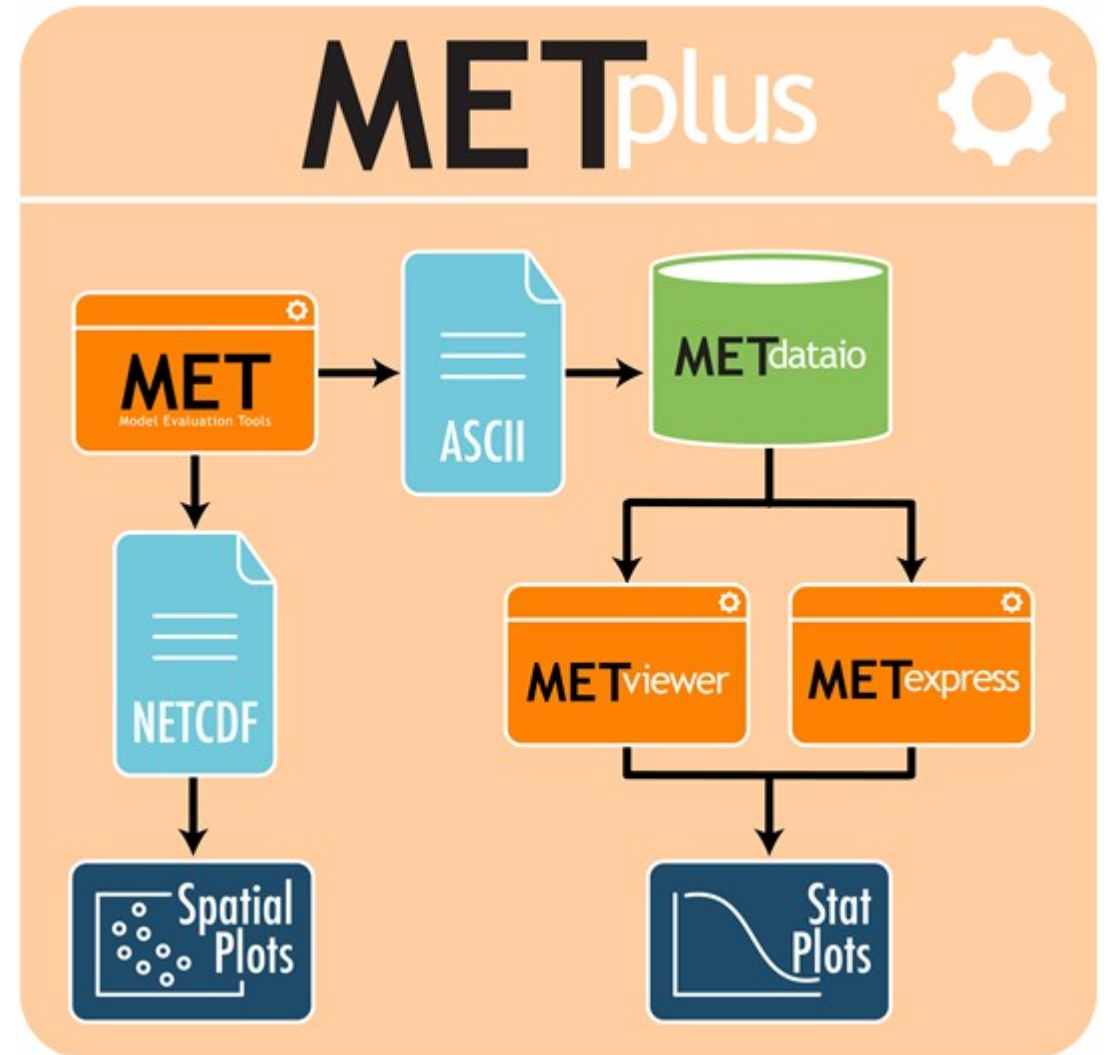 METplus
MET
Model Evaluation Tools
ASCII
METdataio
NETCDF
METviewer
METexpress
Spatial
Plots
Stat
Plots